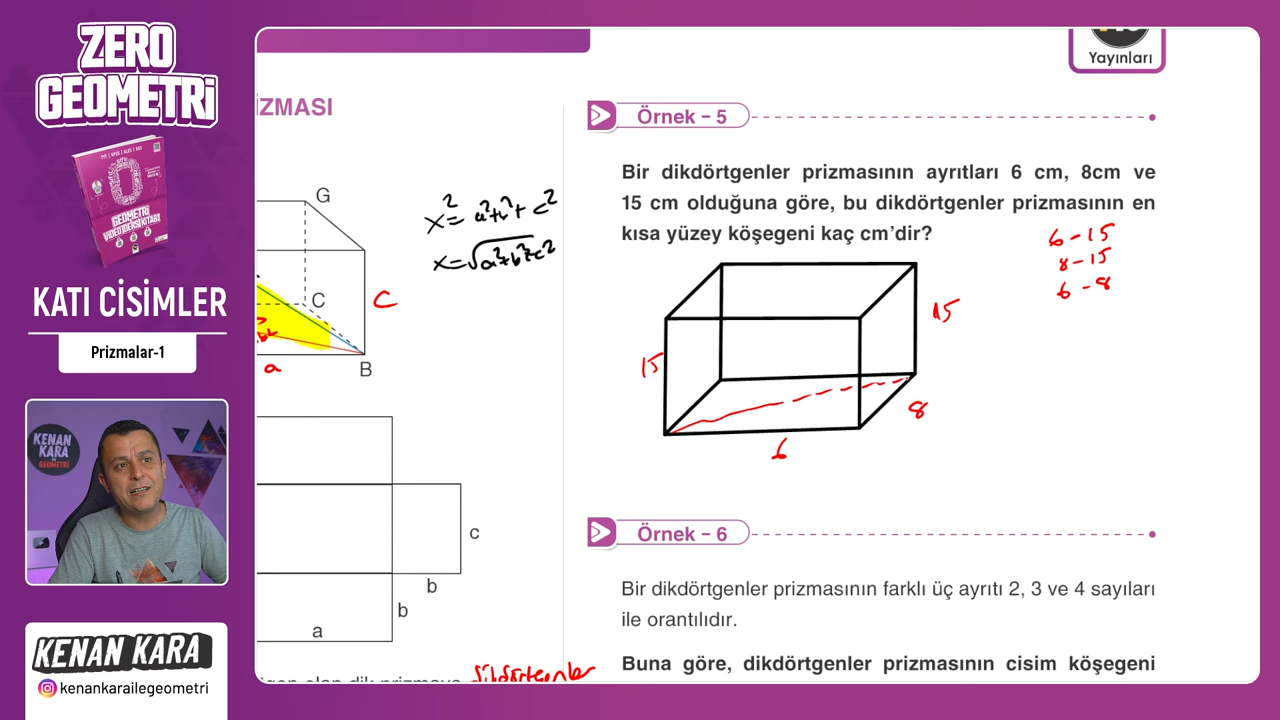 ZERO
GEOMETRi
GEOMETRİ
VİDEO DERS KİTABI
KATI CİSİMLER
Prizmalar-1
KENAN
KARA
GEOMETRİ
KENAN KARA
kenankarailegeometri
İZMASI
G
C
B
C
a
x² = a²+b²+c²
x=√a²+b²+c²
c
b
b
a
dikdörtgenler
Yayınları
Örnek - 5
Bir dikdörtgenler prizmasının ayrıtları 6 cm, 8cm ve
15 cm olduğuna göre, bu dikdörtgenler prizmasının en
kısa yüzey köşegeni kaç cm'dir?
6-15
8-15
6-8
15
15
8
6
Örnek - 6
Bir dikdörtgenler prizmasının farklı üç ayrıtı 2, 3 ve 4 sayıları
ile orantılıdır.
Buna göre, dikdörtgenler prizmasının cisim köşegeni